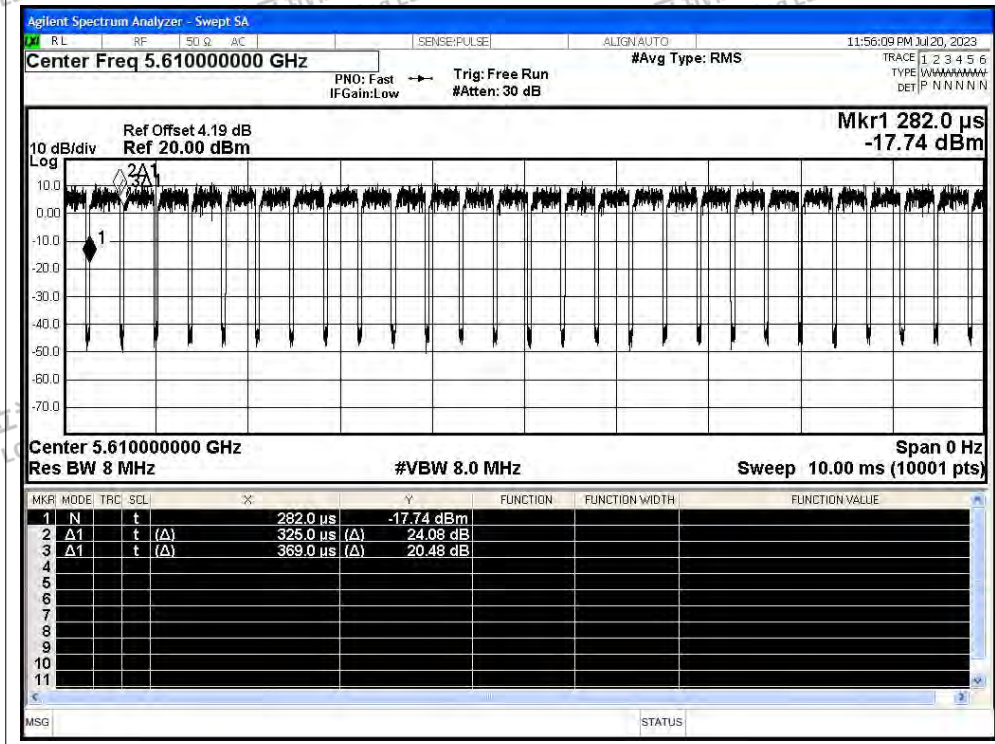 Agilent Spectrum Analyzer - Swept SA
LXI RL RF 50 Ω AC SENSE:PULSE ALIGN AUTO 11:56:09 PM Jul 20, 2023
Center Freq 5.610000000 GHz
#Avg Type: RMS
TRACE 1 2 3 4 5 6
PNO: Fast
Trig: Free Run
TYPE
IFGain:Low
#Atten: 30 dB
DET P N N N N N
Mkr1 282.0 µs
Ref Offset 4.19 dB
10 dB/div Ref 20.00 dBm
-17.74 dBm
Log
2Δ1
3Δ1
10.0
0.00
1
-10.0
-20.0
-30.0
-40.0
-50.0
-60.0
-70.0
Center 5.610000000 GHz Span 0 Hz
Res BW 8 MHz #VBW 8.0 MHz Sweep 10.00 ms (10001 pts)
MKR MODE TRC SCL X Y FUNCTION FUNCTION WIDTH FUNCTION VALUE
1 N t 282.0 µs -17.74 dBm
2 Δ1 t (Δ) 325.0 µs (Δ) 24.08 dB
3 Δ1 t (Δ) 369.0 µs (Δ) 20.48 dB
4
5
6
7
8
9
10
11
MSG STATUS